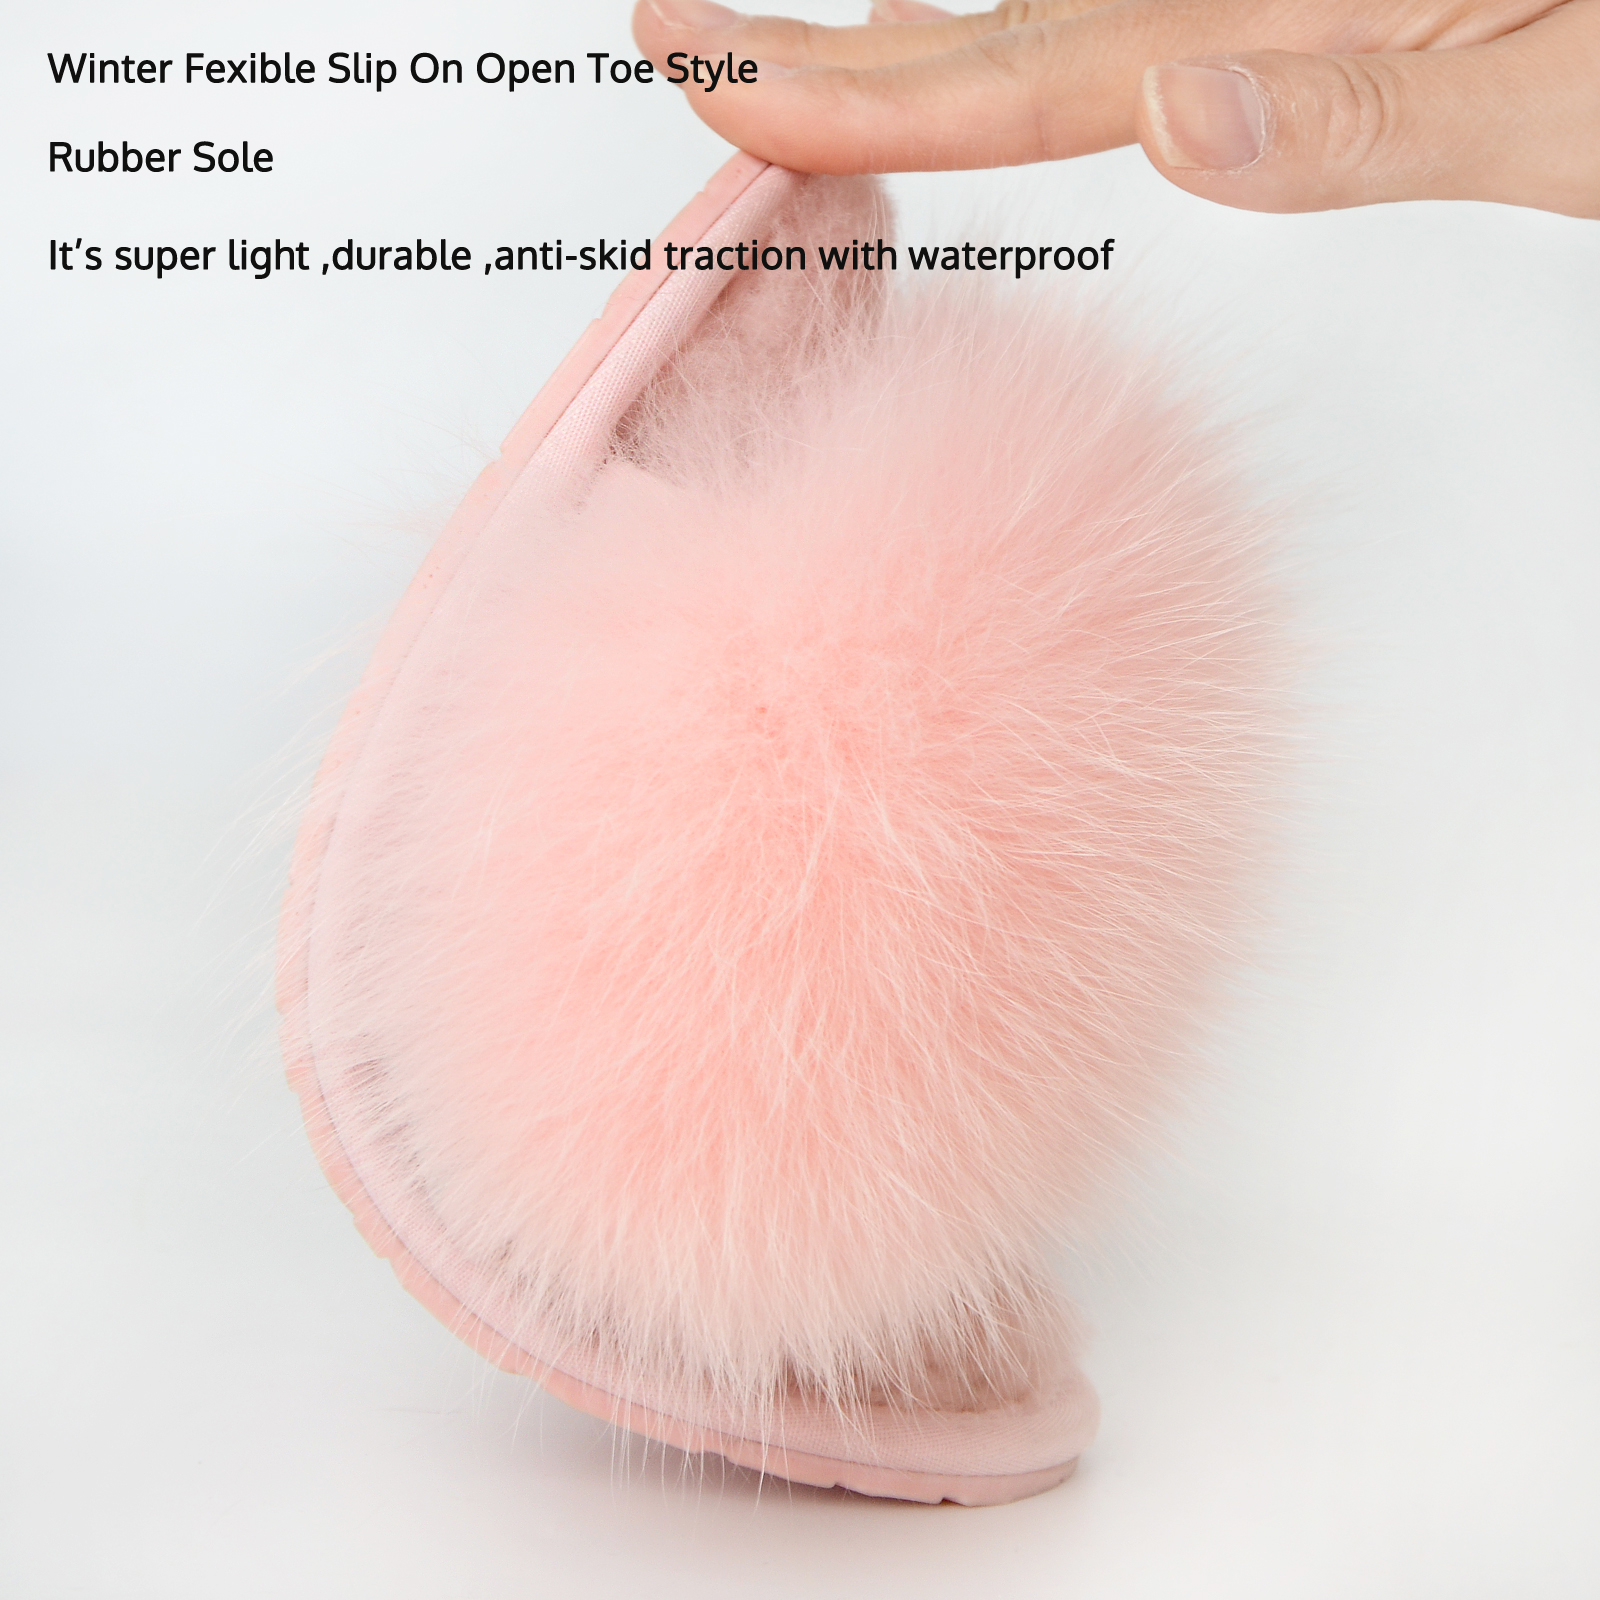 Winter Fexible Slip On Open Toe Style
Rubber Sole
It’s super light ,durable ,anti-skid traction with waterproof